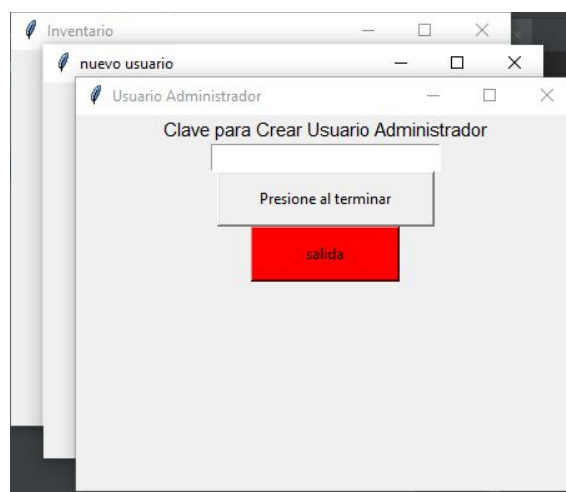 Inventario
nuevo usuario
Usuario Administrador
Clave para Crear Usuario Administrador
Presione al terminar
salida